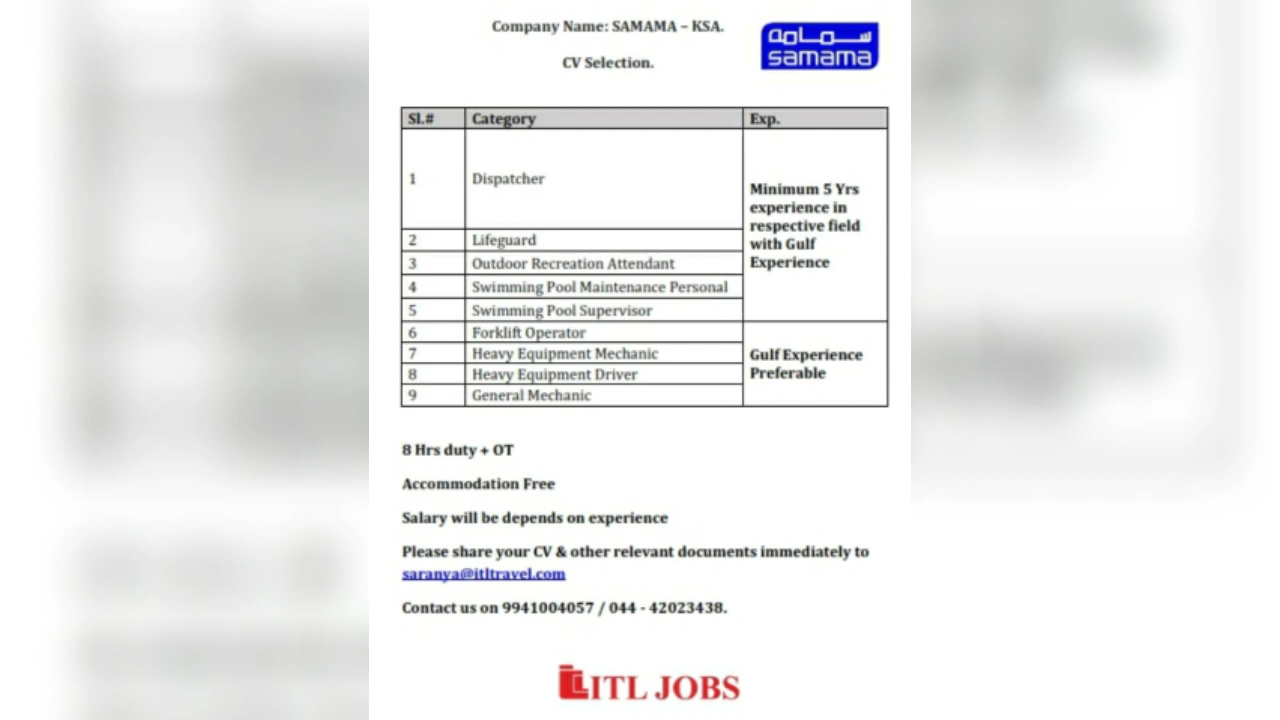 Company Name: SAMAMA – KSA.
سمامه
samama
CV Selection.
Sl.# Category Exp.
1 Dispatcher
Minimum 5 Yrs
experience in
respective field
with Gulf
Experience
2 Lifeguard
3 Outdoor Recreation Attendant
4 Swimming Pool Maintenance Personal
5 Swimming Pool Supervisor
6 Forklift Operator
7 Heavy Equipment Mechanic
Gulf Experience
Preferable
8 Heavy Equipment Driver
9 General Mechanic
8 Hrs duty + OT
Accommodation Free
Salary will be depends on experience
Please share your CV & other relevant documents immediately to
saranya@itltravel.com
Contact us on 9941004057 / 044 - 42023438.
ITL JOBS